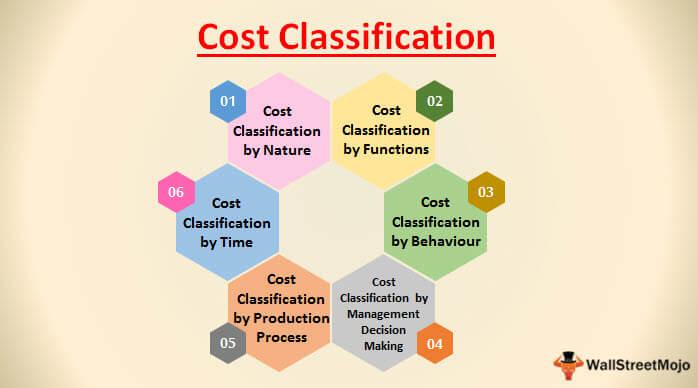 Cost Classification
01
Cost
Classification
by Nature
02
Cost
Classification
by Functions
03
Cost
Classification
by Behaviour
Cost
Classification by
Management
Decision
Making
04
Cost
Classification
by Production
Process
05
06
Cost
Classification
by Time
WallStreetMojo